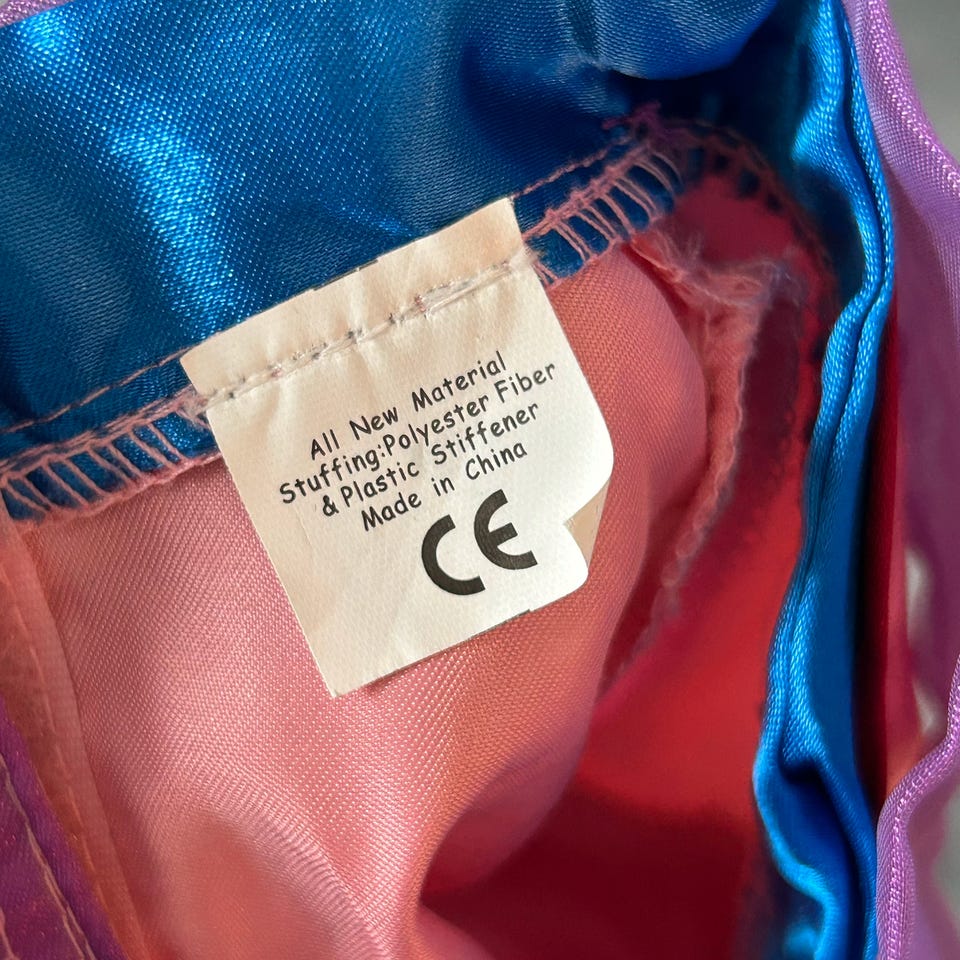 All New Material
Stuffing:Polyester Fiber
& Plastic Stiffener
Made in China
CE